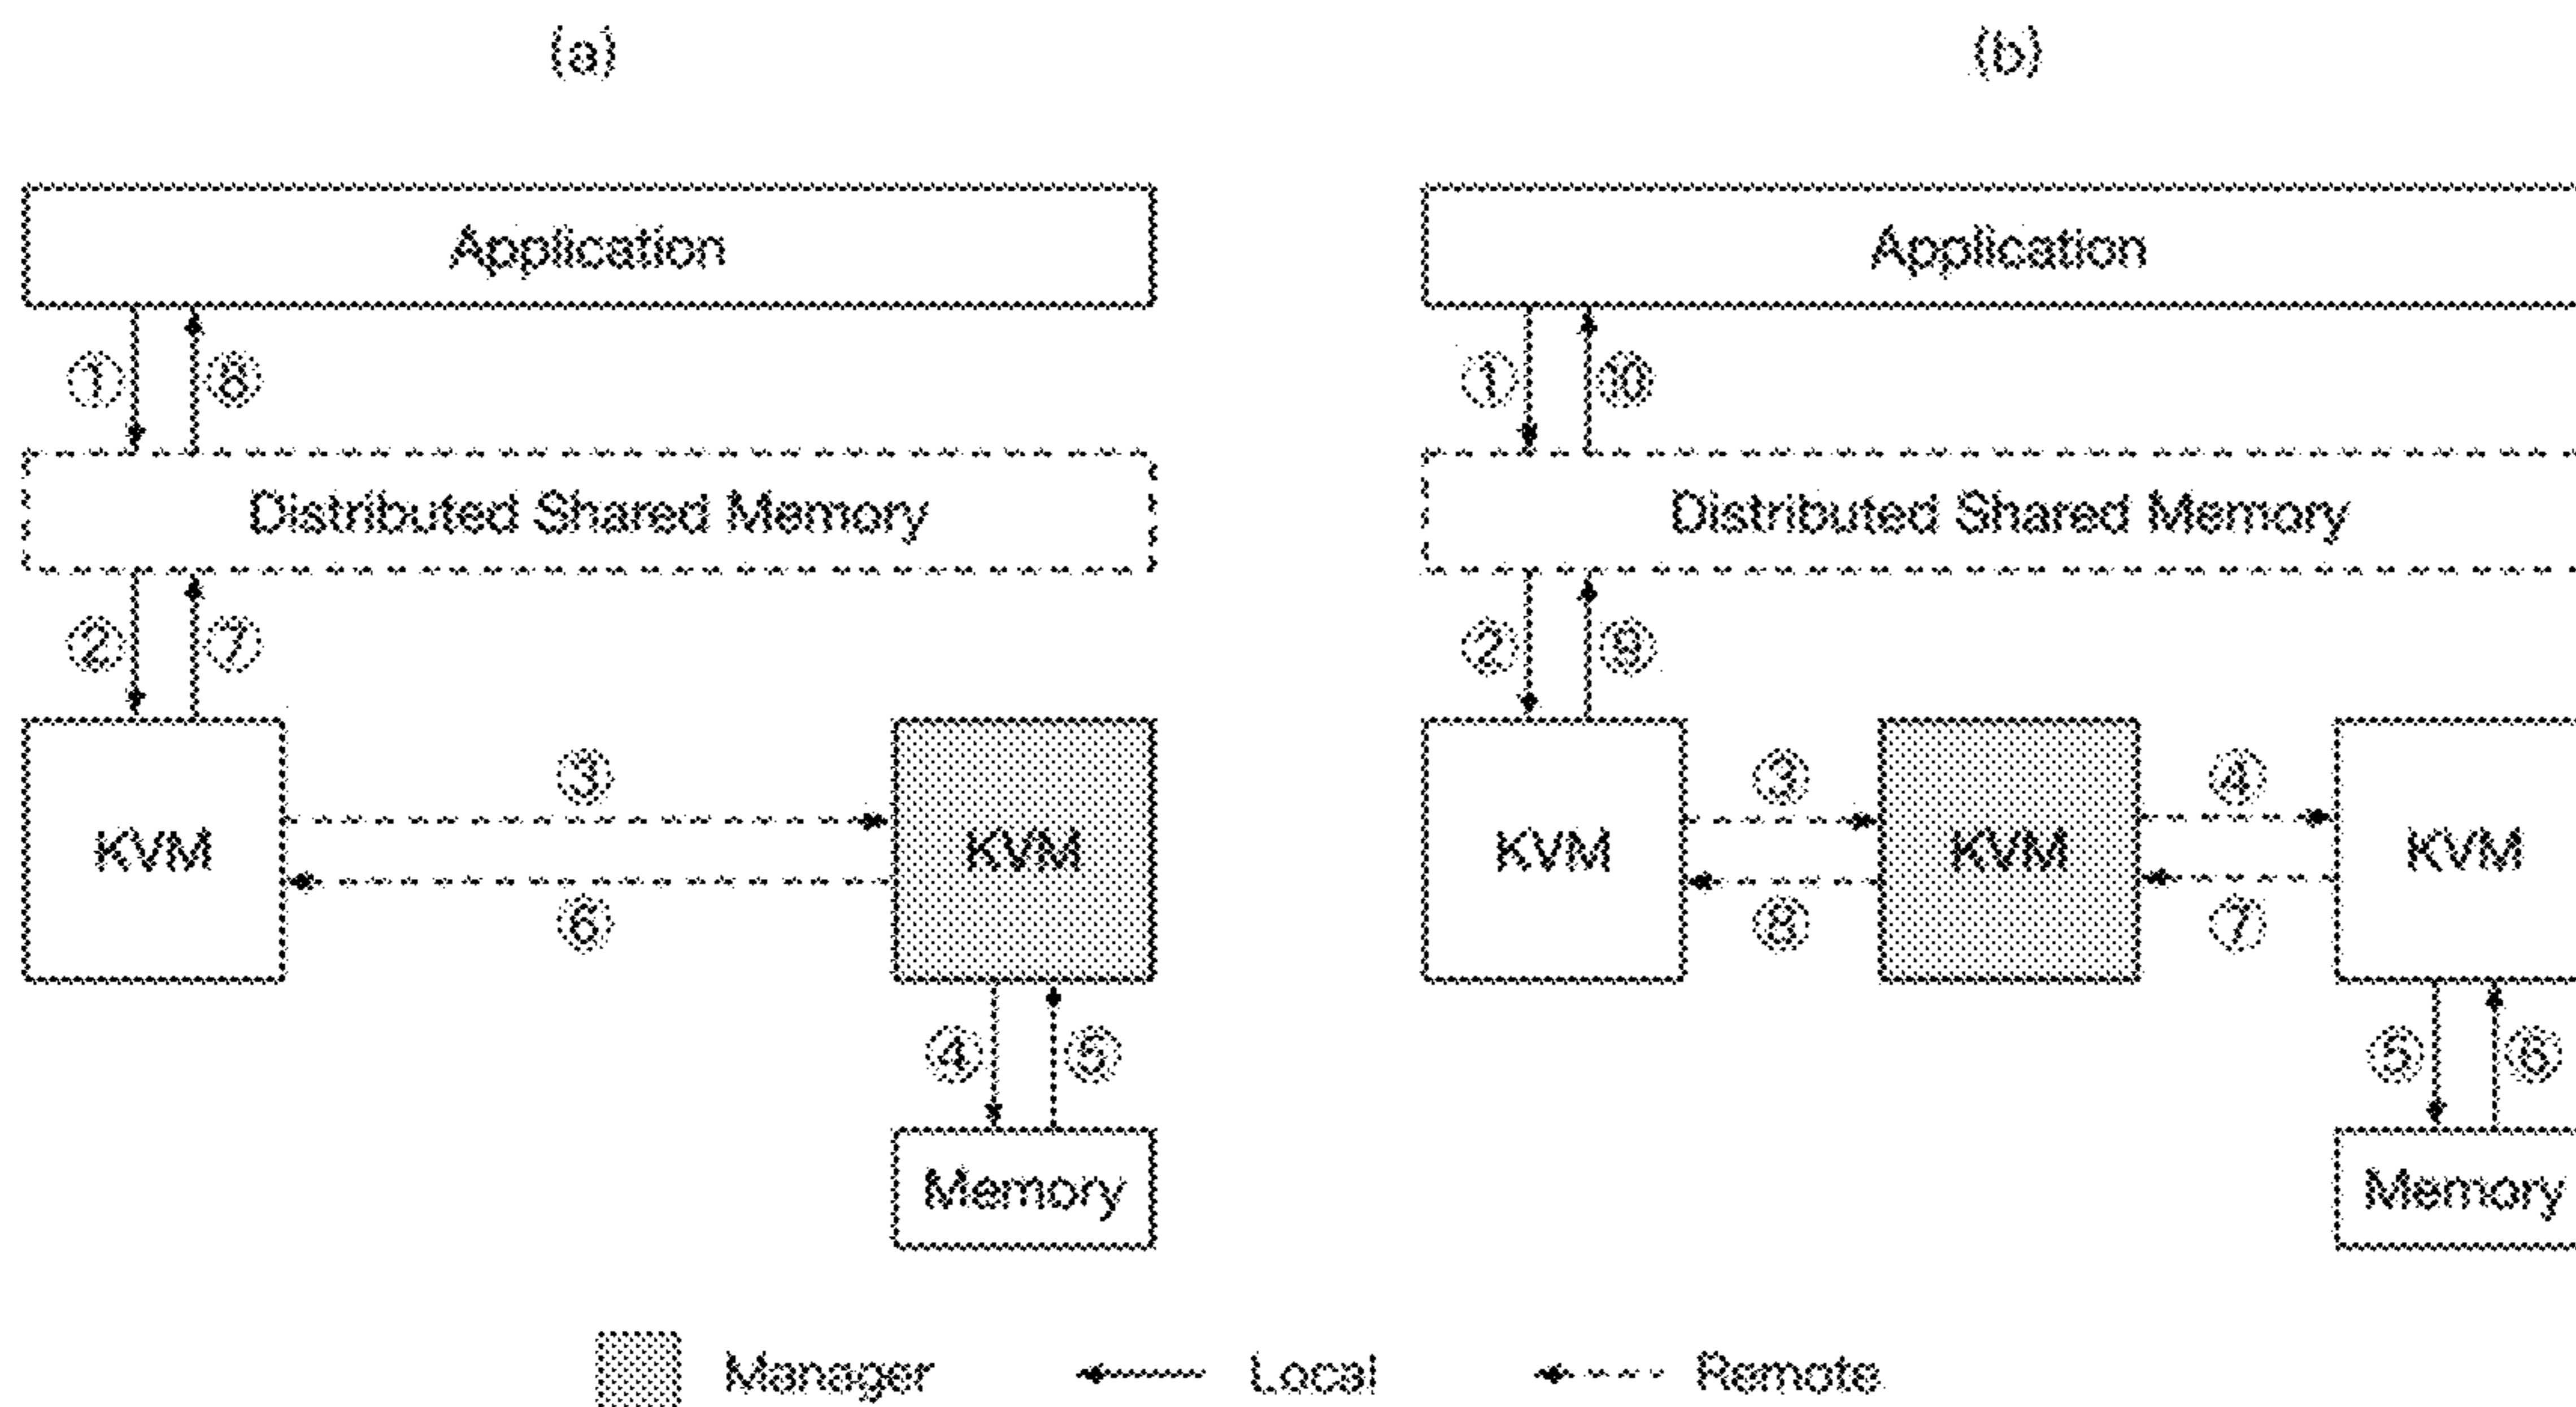 (a) (b)
Application Application
① ⑧ ① ⑩
Distributed Shared Memory Distributed Shared Memory
② ⑦ ② ⑨
③ ③ ④
KVM KVM KVM KVM KVM
⑥ ⑧ ⑦
④ ⑤ ⑤ ⑥
Memory Memory
Manager Local Remote